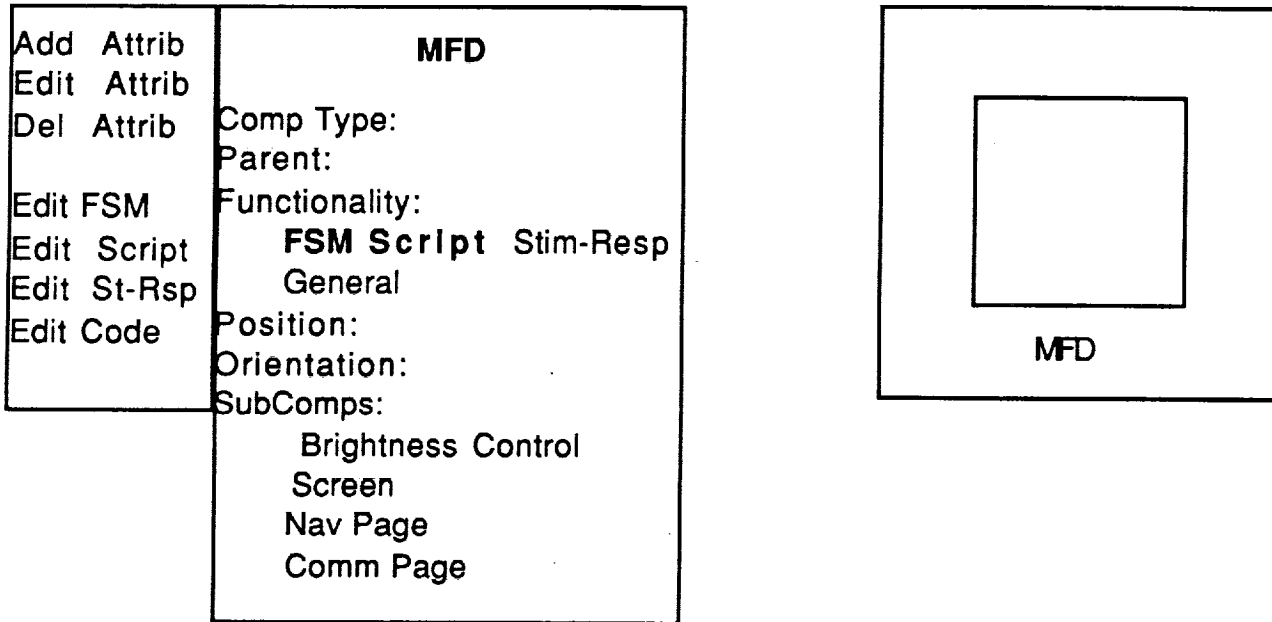 Add Attrib
Edit Attrib
Del Attrib
Edit FSM
Edit Script
Edit St-Rsp
Edit Code
MFD
Comp Type:
Parent:
Functionality:
FSM Script Stim-Resp
General
Position:
Orientation:
SubComps:
Brightness Control
Screen
Nav Page
Comm Page
MFD